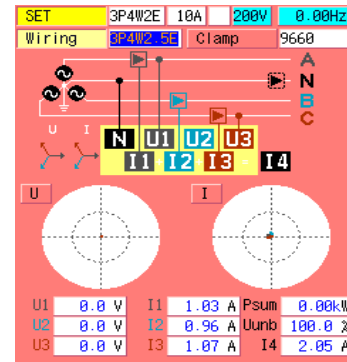 SET 3P4W2E 10A 200V 0.00Hz
Wiring 3P4W2.5E Clamp 9660
A
N
B
C
U I
N U1 U2 U3
I1 I2 I3 I4
U I
U1 0.0 V I1 1.03 A Psum 0.00kW
U2 0.0 V I2 0.96 A Uunb 100.0 %
U3 0.0 V I3 1.07 A I4 2.05 A